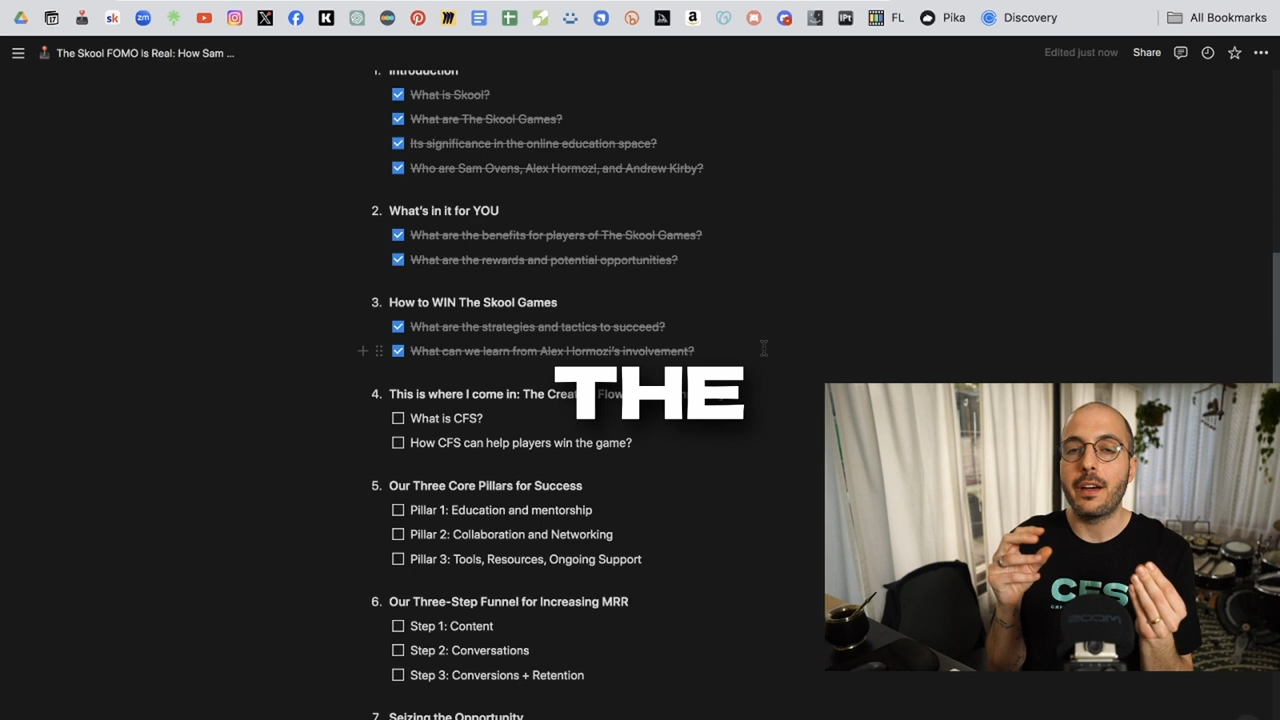 FL
Pika
Discovery
All Bookmarks
The Skool FOMO is Real: How Sam ...
Edited just now
Share
1. Introduction
What is Skool?
What are The Skool Games?
Its significance in the online education space?
Who are Sam Ovens, Alex Hormozi, and Andrew Kirby?
2. What's in it for YOU
What are the benefits for players of The Skool Games?
What are the rewards and potential opportunities?
3. How to WIN The Skool Games
What are the strategies and tactics to succeed?
What can we learn from Alex Hormozi's involvement?
THE
4. This is where I come in: The
What is CFS?
How CFS can help players win the game?
5. Our Three Core Pillars for Success
Pillar 1: Education and mentorship
Pillar 2: Collaboration and Networking
Pillar 3: Tools, Resources, Ongoing Support
CFS
zoom
6. Our Three-Step Funnel for Increasing MRR
Step 1: Content
Step 2: Conversations
Step 3: Conversions + Retention
7. Seizing the Opportunity